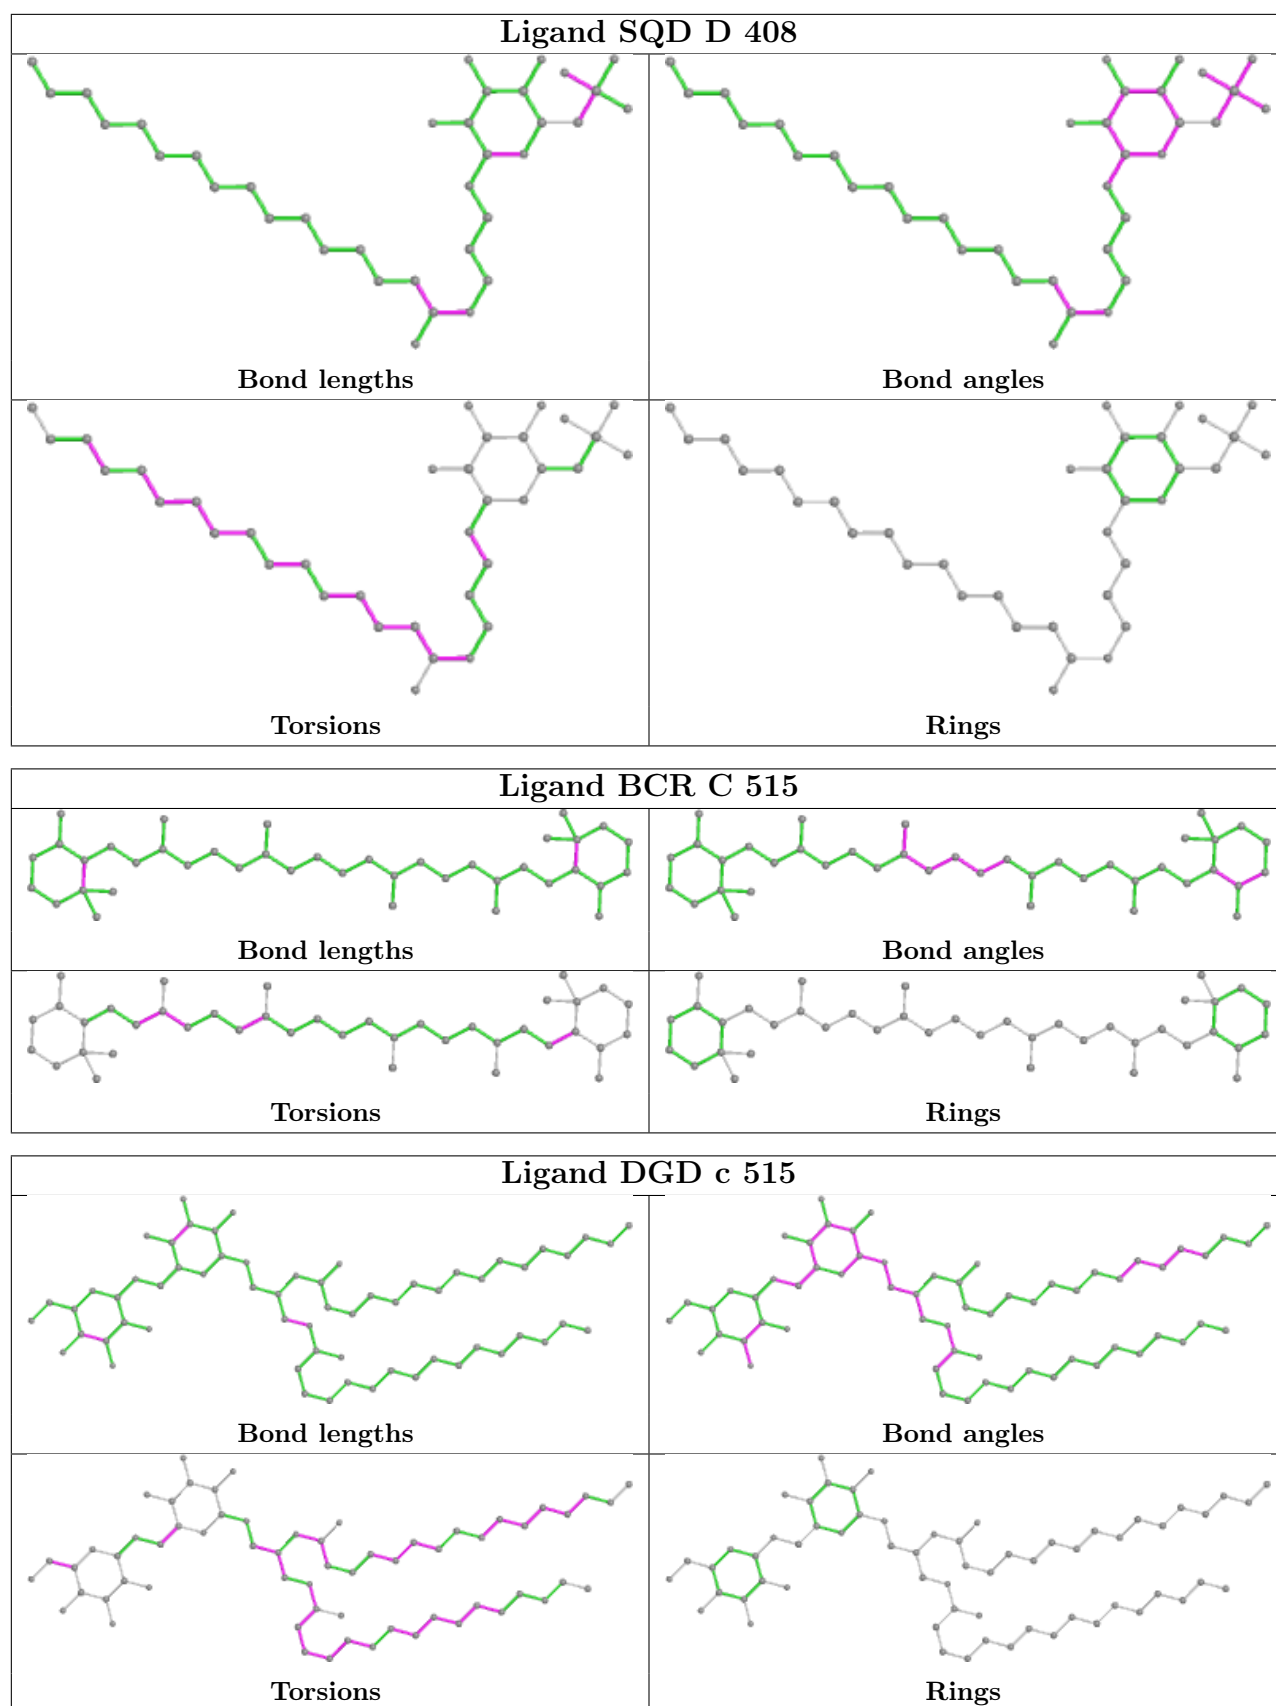 Ligand SQD D 408
Bond lengths
Bond angles
Torsions
Rings
Ligand BCR C 515
Bond lengths
Bond angles
Torsions
Rings
Ligand DGD c 515
Bond lengths
Bond angles
Torsions
Rings